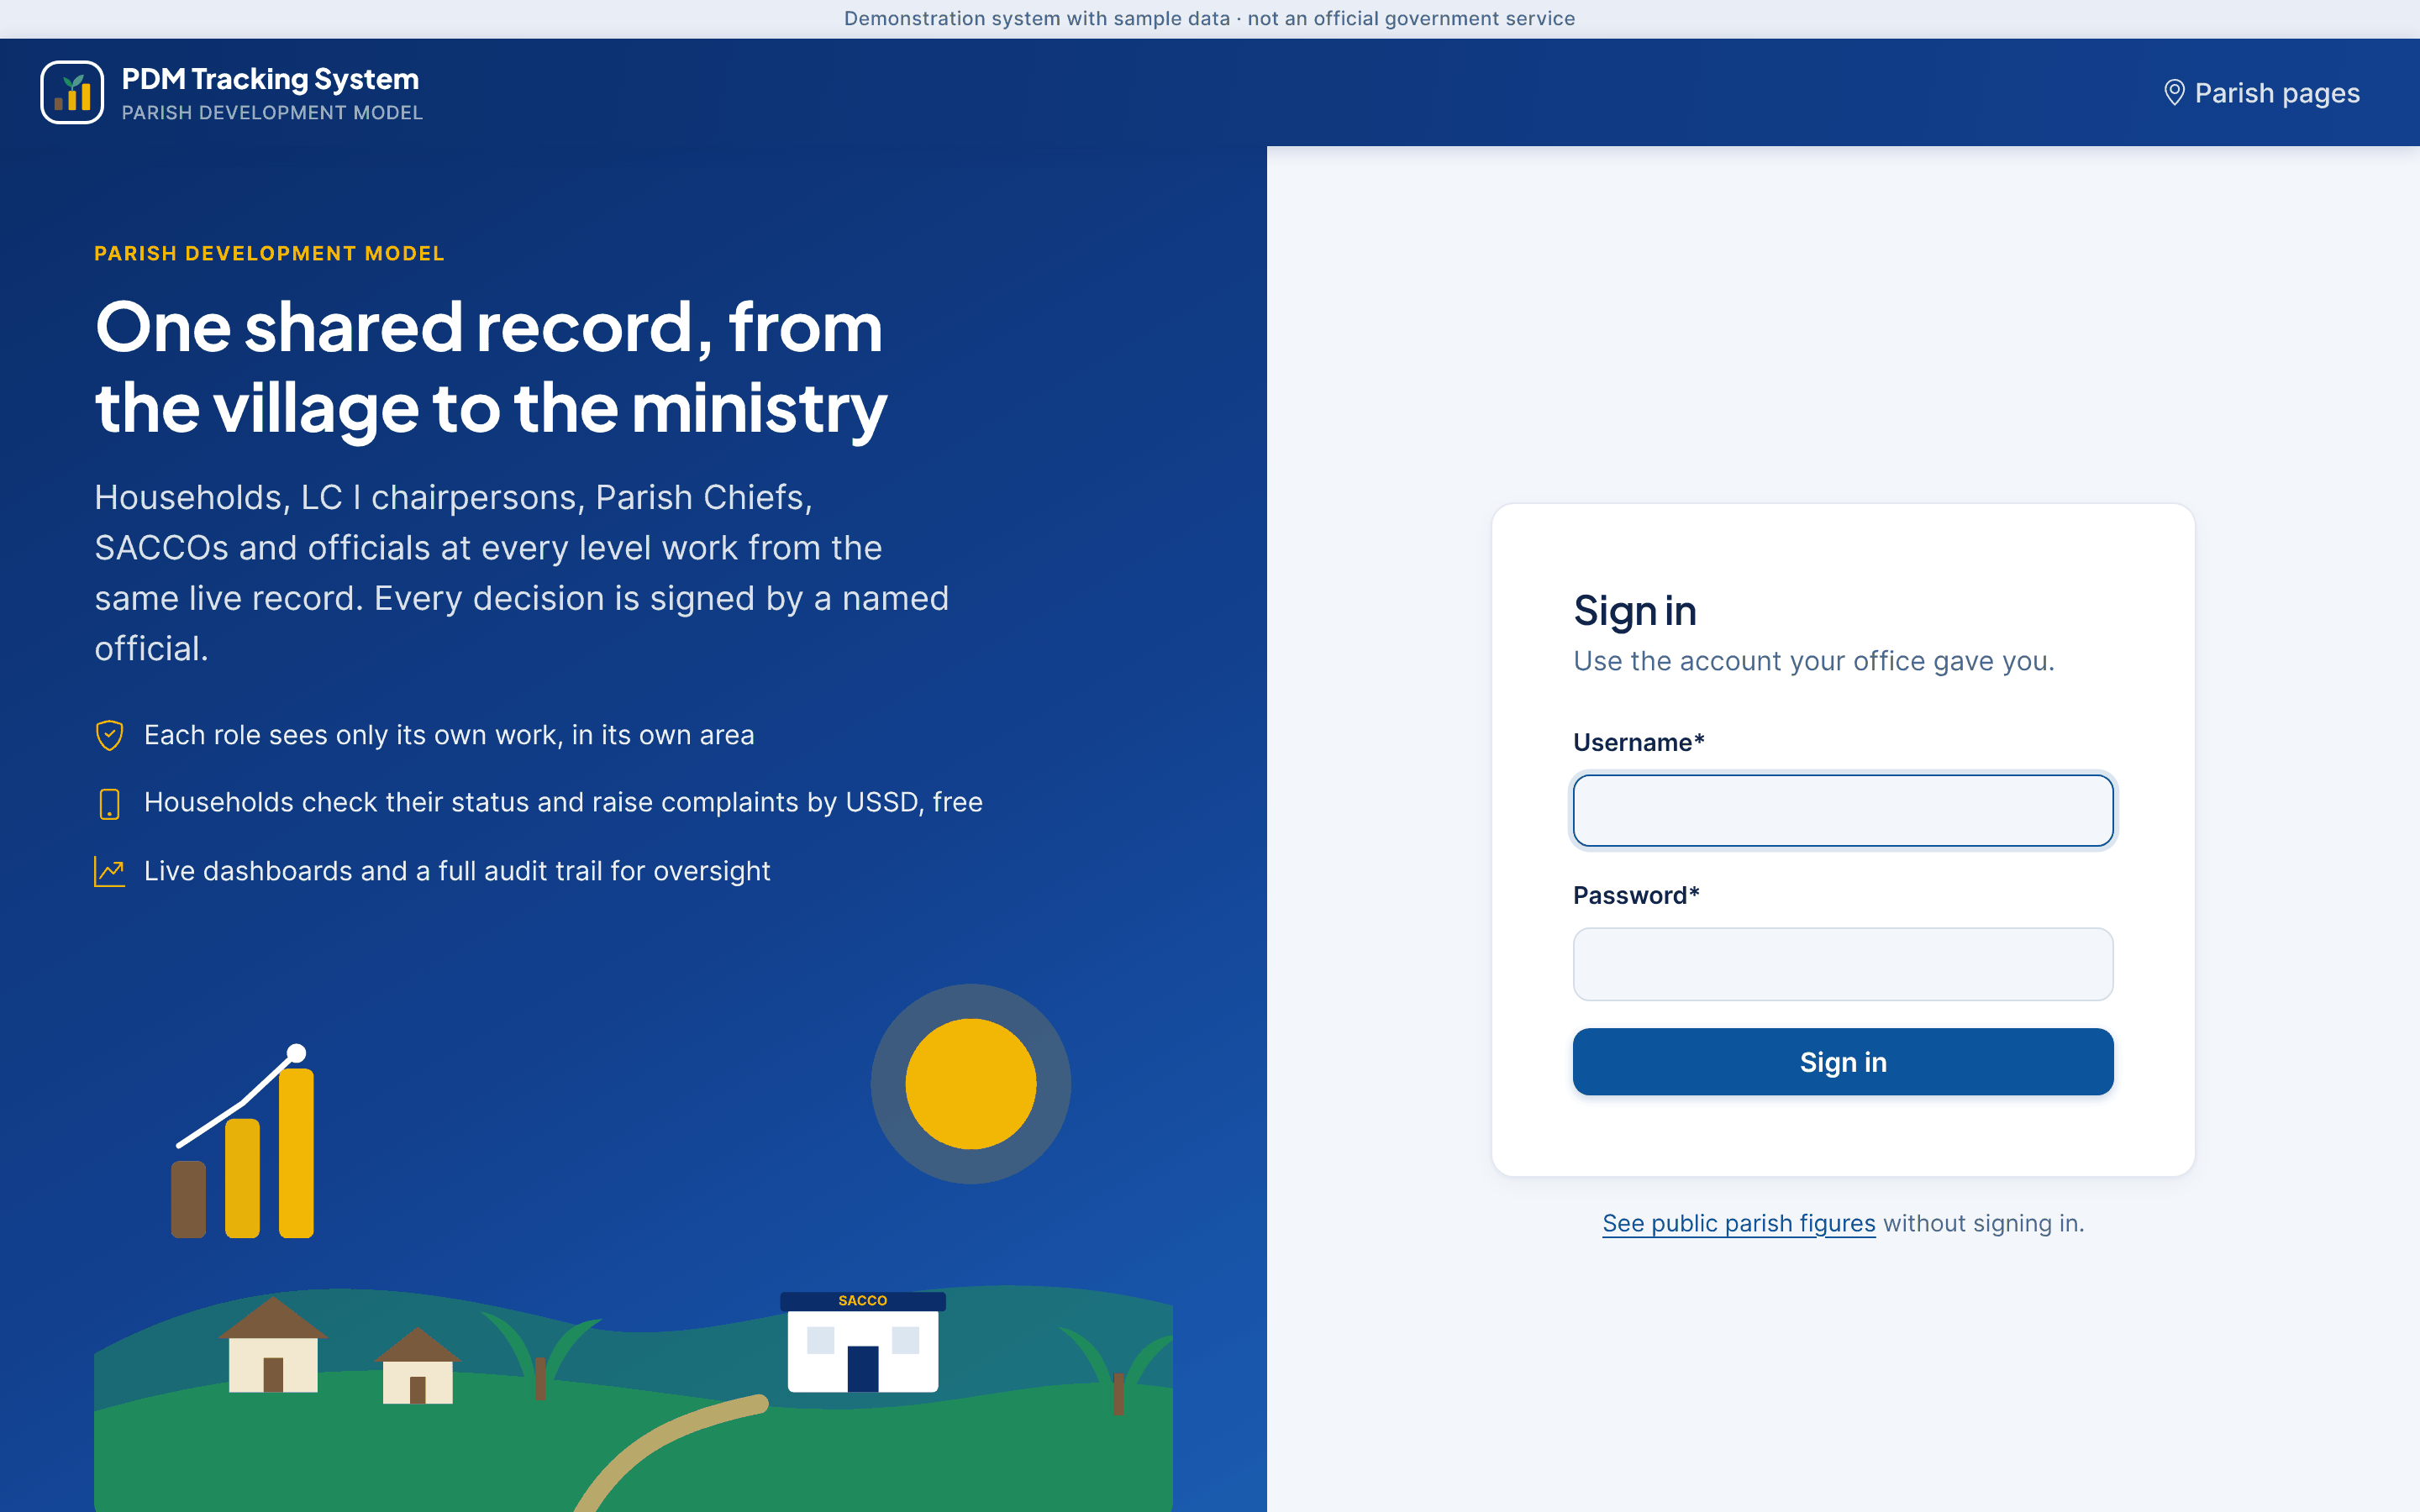 Demonstration system with sample data · not an official government service
PDM Tracking System
PARISH DEVELOPMENT MODEL
Parish pages
PARISH DEVELOPMENT MODEL
One shared record, from
the village to the ministry
Households, LC I chairpersons, Parish Chiefs,
SACCOs and officials at every level work from the
same live record. Every decision is signed by a named
official.
Each role sees only its own work, in its own area
Households check their status and raise complaints by USSD, free
Live dashboards and a full audit trail for oversight
SACCO
Sign in
Use the account your office gave you.
Username*
Password*
Sign in
See public parish figures without signing in.